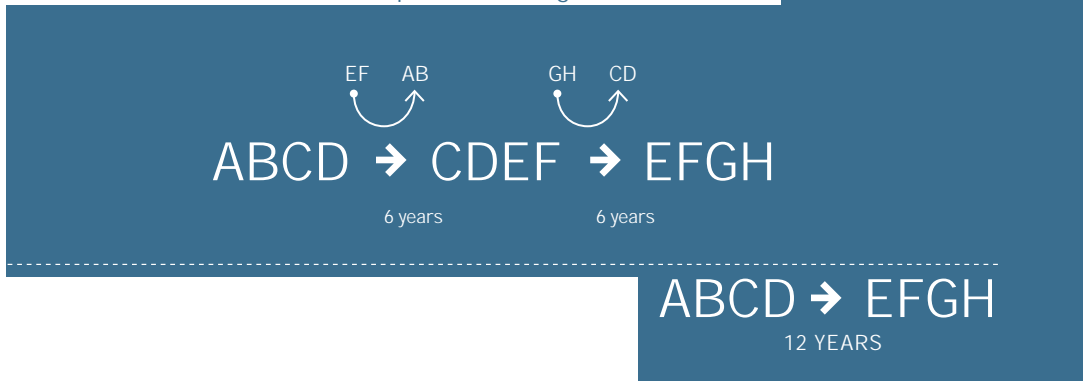 EF AB GH CD
ABCD → CDEF → EFGH
6 years 6 years
ABCD → EFGH
12 YEARS